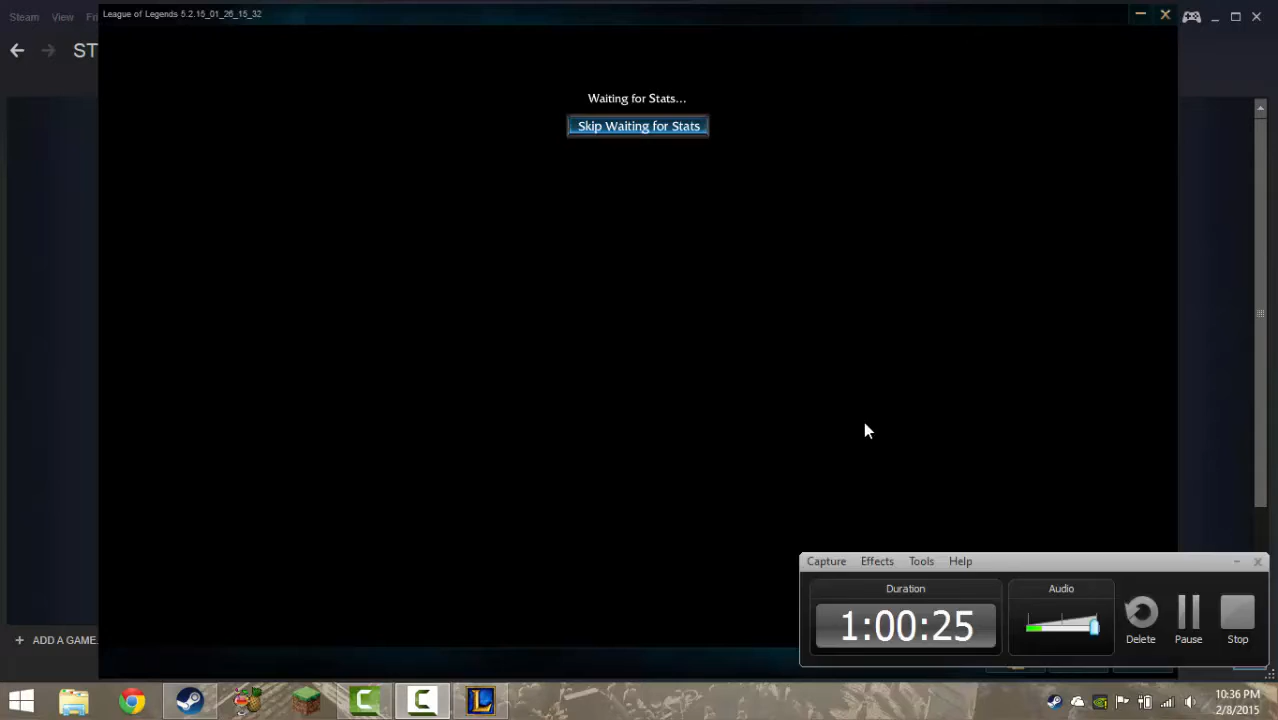 League of Legends 5.2.15_01_26_15_32
Steam View
ST
Waiting for Stats...
Skip Waiting for Stats
Capture Effects Tools Help
Duration
Audio
1:00:25
Delete
Pause
Stop
ADD A GAME
10:36 PM
2/8/2015